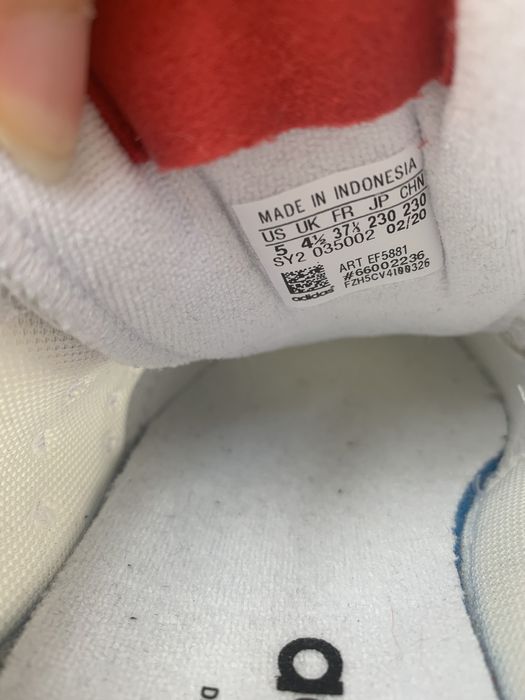 MADE IN INDONESIA
US UK FR JP CHN
5 4½ 37⅓ 230 230
SY2 035002 02/20
ART EF5881
#66002236
FZH5CV4100326
adidas
a
D